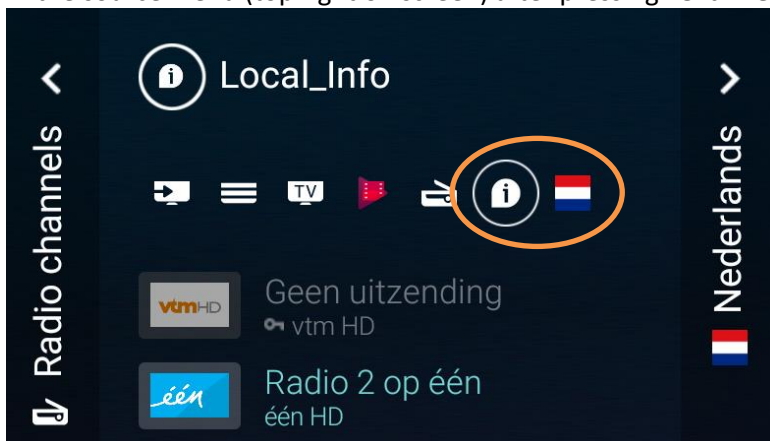 Radio channels
Local_Info
TV
vtmHD
Geen uitzending
vtm HD
één
Radio 2 op één
één HD
Nederlands